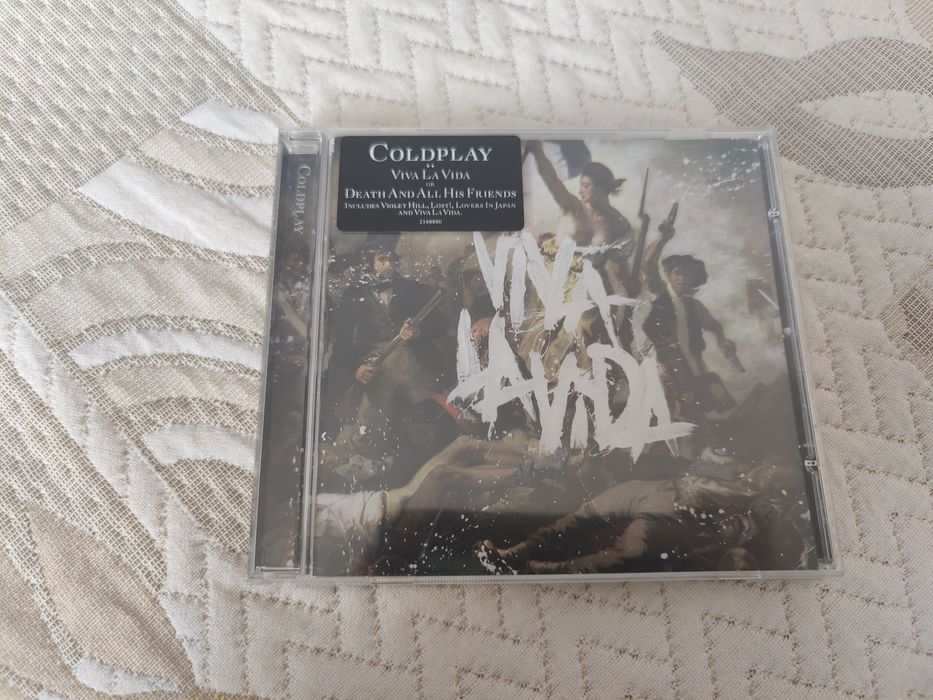 COLDPLAY
VIVA LA VIDA
OR
DEATH AND ALL HIS FRIENDS
INCLUDES VIOLET HILL, LOST!, LOVERS IN JAPAN
AND VIVA LA VIDA.
2148880
COLDPLAY
VIVA
LA VIDA